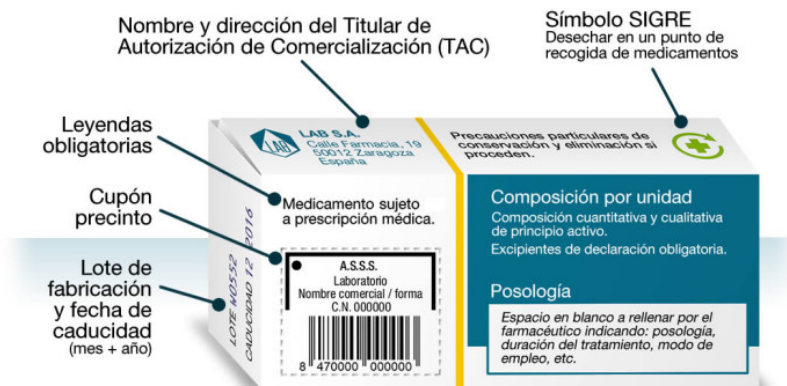 Nombre y dirección del Titular de
Autorización de Comercialización (TAC)
Símbolo SIGRE
Desechar en un punto de
recogida de medicamentos
Leyendas
obligatorias
Cupón
precinto
Lote de
fabricación
y fecha de
caducidad
(mes + año)
LAB
LAB S.A.
Calle Farmacia, 19
50012 Zaragoza
España
Precauciones particulares de
conservación y eliminación si
proceden.
Medicamento sujeto
a prescripción médica.
LOTE N0552
CADUCIDAD 12 2016
A.S.S.S.
Laboratorio
Nombre comercial / forma
C.N. 000000
8 470000 000000
Composición por unidad
Composición cuantitativa y cualitativa
de principio activo.
Excipientes de declaración obligatoria.
Posología
Espacio en blanco a rellenar por el
farmacéutico indicando: posología,
duración del tratamiento, modo de
empleo, etc.